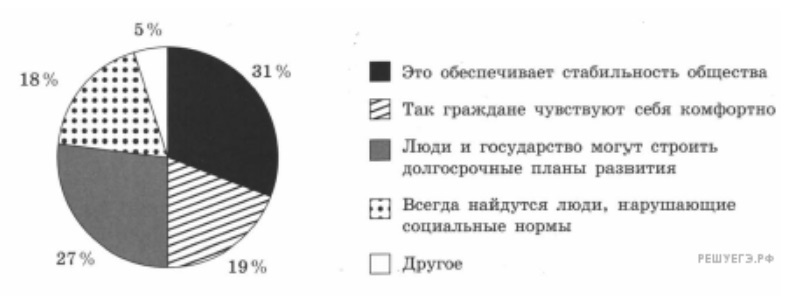 5 %
31 %
18 %
27 %
19 %
Это обеспечивает стабильность общества
Так граждане чувствуют себя комфортно
Люди и государство могут строить
долгосрочные планы развития
Всегда найдутся люди, нарушающие
социальные нормы
Другое
РЕШУЕГЭ.РФ